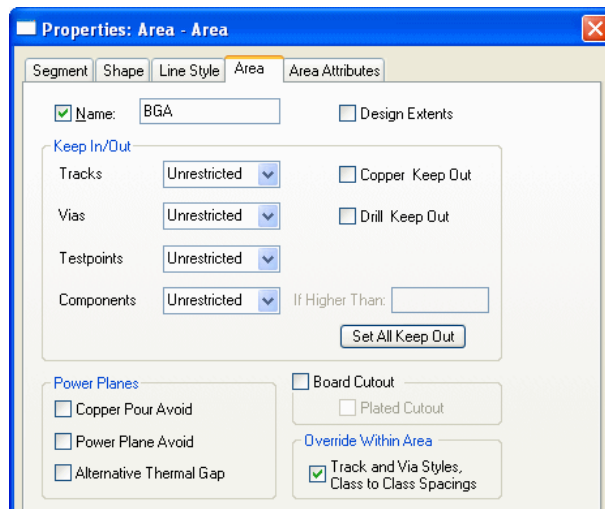 Properties: Area - Area
Segment Shape Line Style Area Area Attributes
Name: BGA Design Extents
Keep In/Out
Tracks Unrestricted Copper Keep Out
Vias Unrestricted Drill Keep Out
Testpoints Unrestricted
Components Unrestricted If Higher Than:
Set All Keep Out
Power Planes
Board Cutout
Copper Pour Avoid
Plated Cutout
Power Plane Avoid
Override Within Area
Alternative Thermal Gap
Track and Via Styles,
Class to Class Spacings